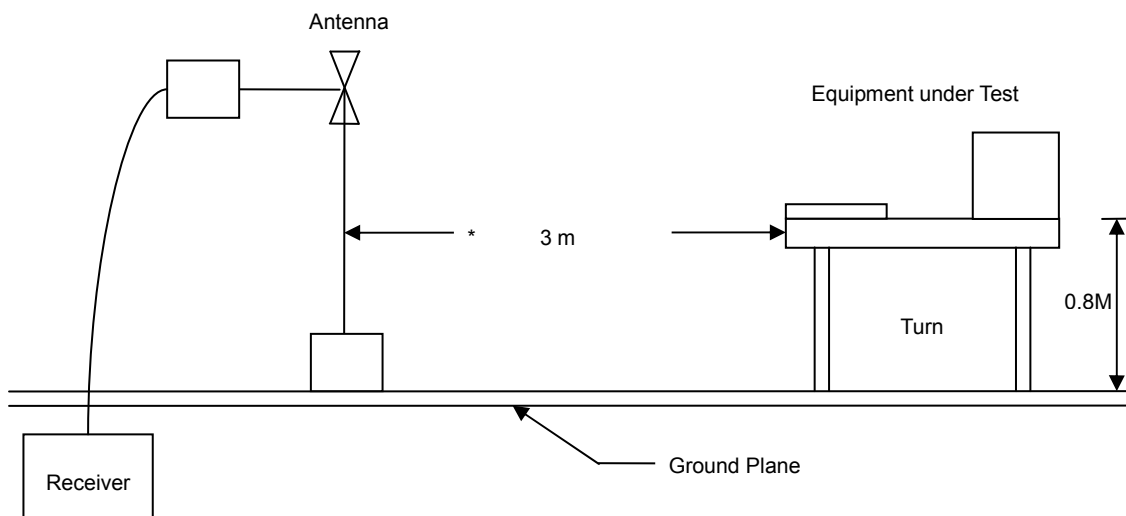 Antenna
Equipment under Test
* 3 m
0.8M
Turn
Ground Plane
Receiver